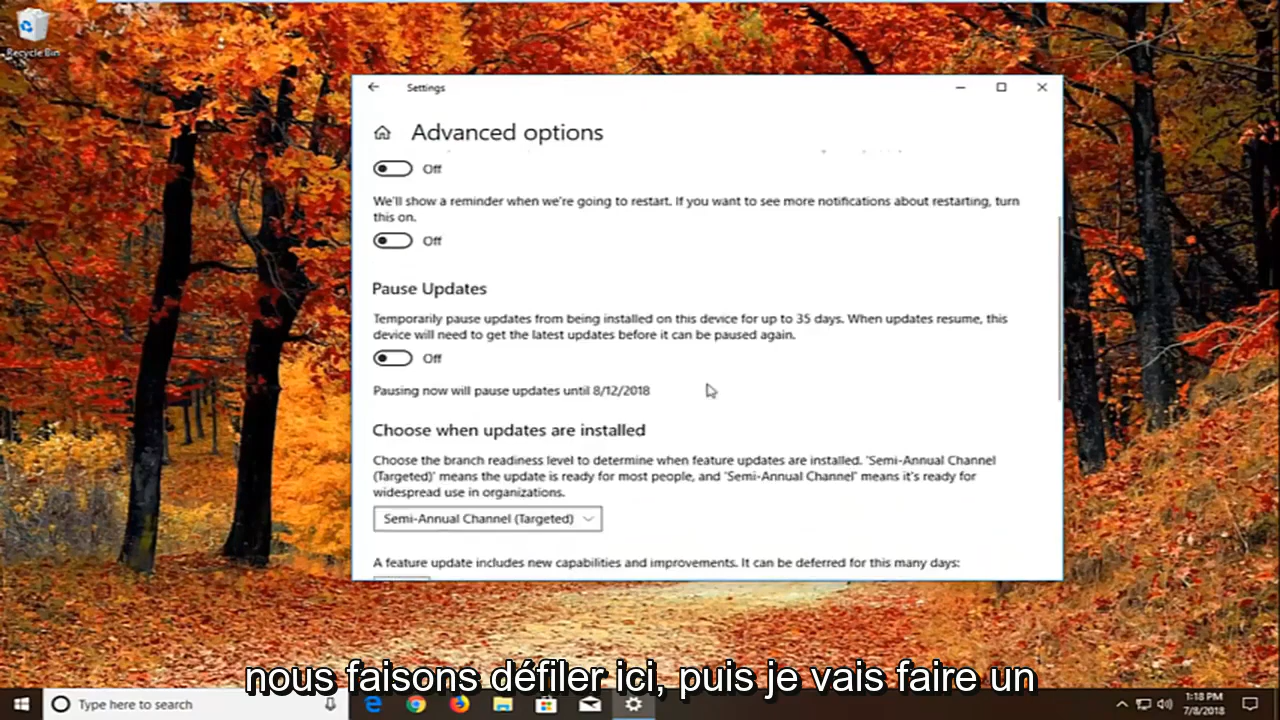 Recycle Bin
Settings
Advanced options
Off
We'll show a reminder when we're going to restart. If you want to see more notifications about restarting, turn
this on.
Off
Pause Updates
Temporarily pause updates from being installed on this device for up to 35 days. When updates resume, this
device will need to get the latest updates before it can be paused again.
Off
Pausing now will pause updates until 8/12/2018
Choose when updates are installed
Choose the branch readiness level to determine when feature updates are installed. 'Semi-Annual Channel
(Targeted)' means the update is ready for most people, and 'Semi-Annual Channel' means it's ready for
widespread use in organizations.
Semi-Annual Channel (Targeted)
A feature update includes new capabilities and improvements. It can be deferred for this many days:
nous faisons défiler ici, puis je vais faire un
Type here to search
1:18 PM
7/8/2018